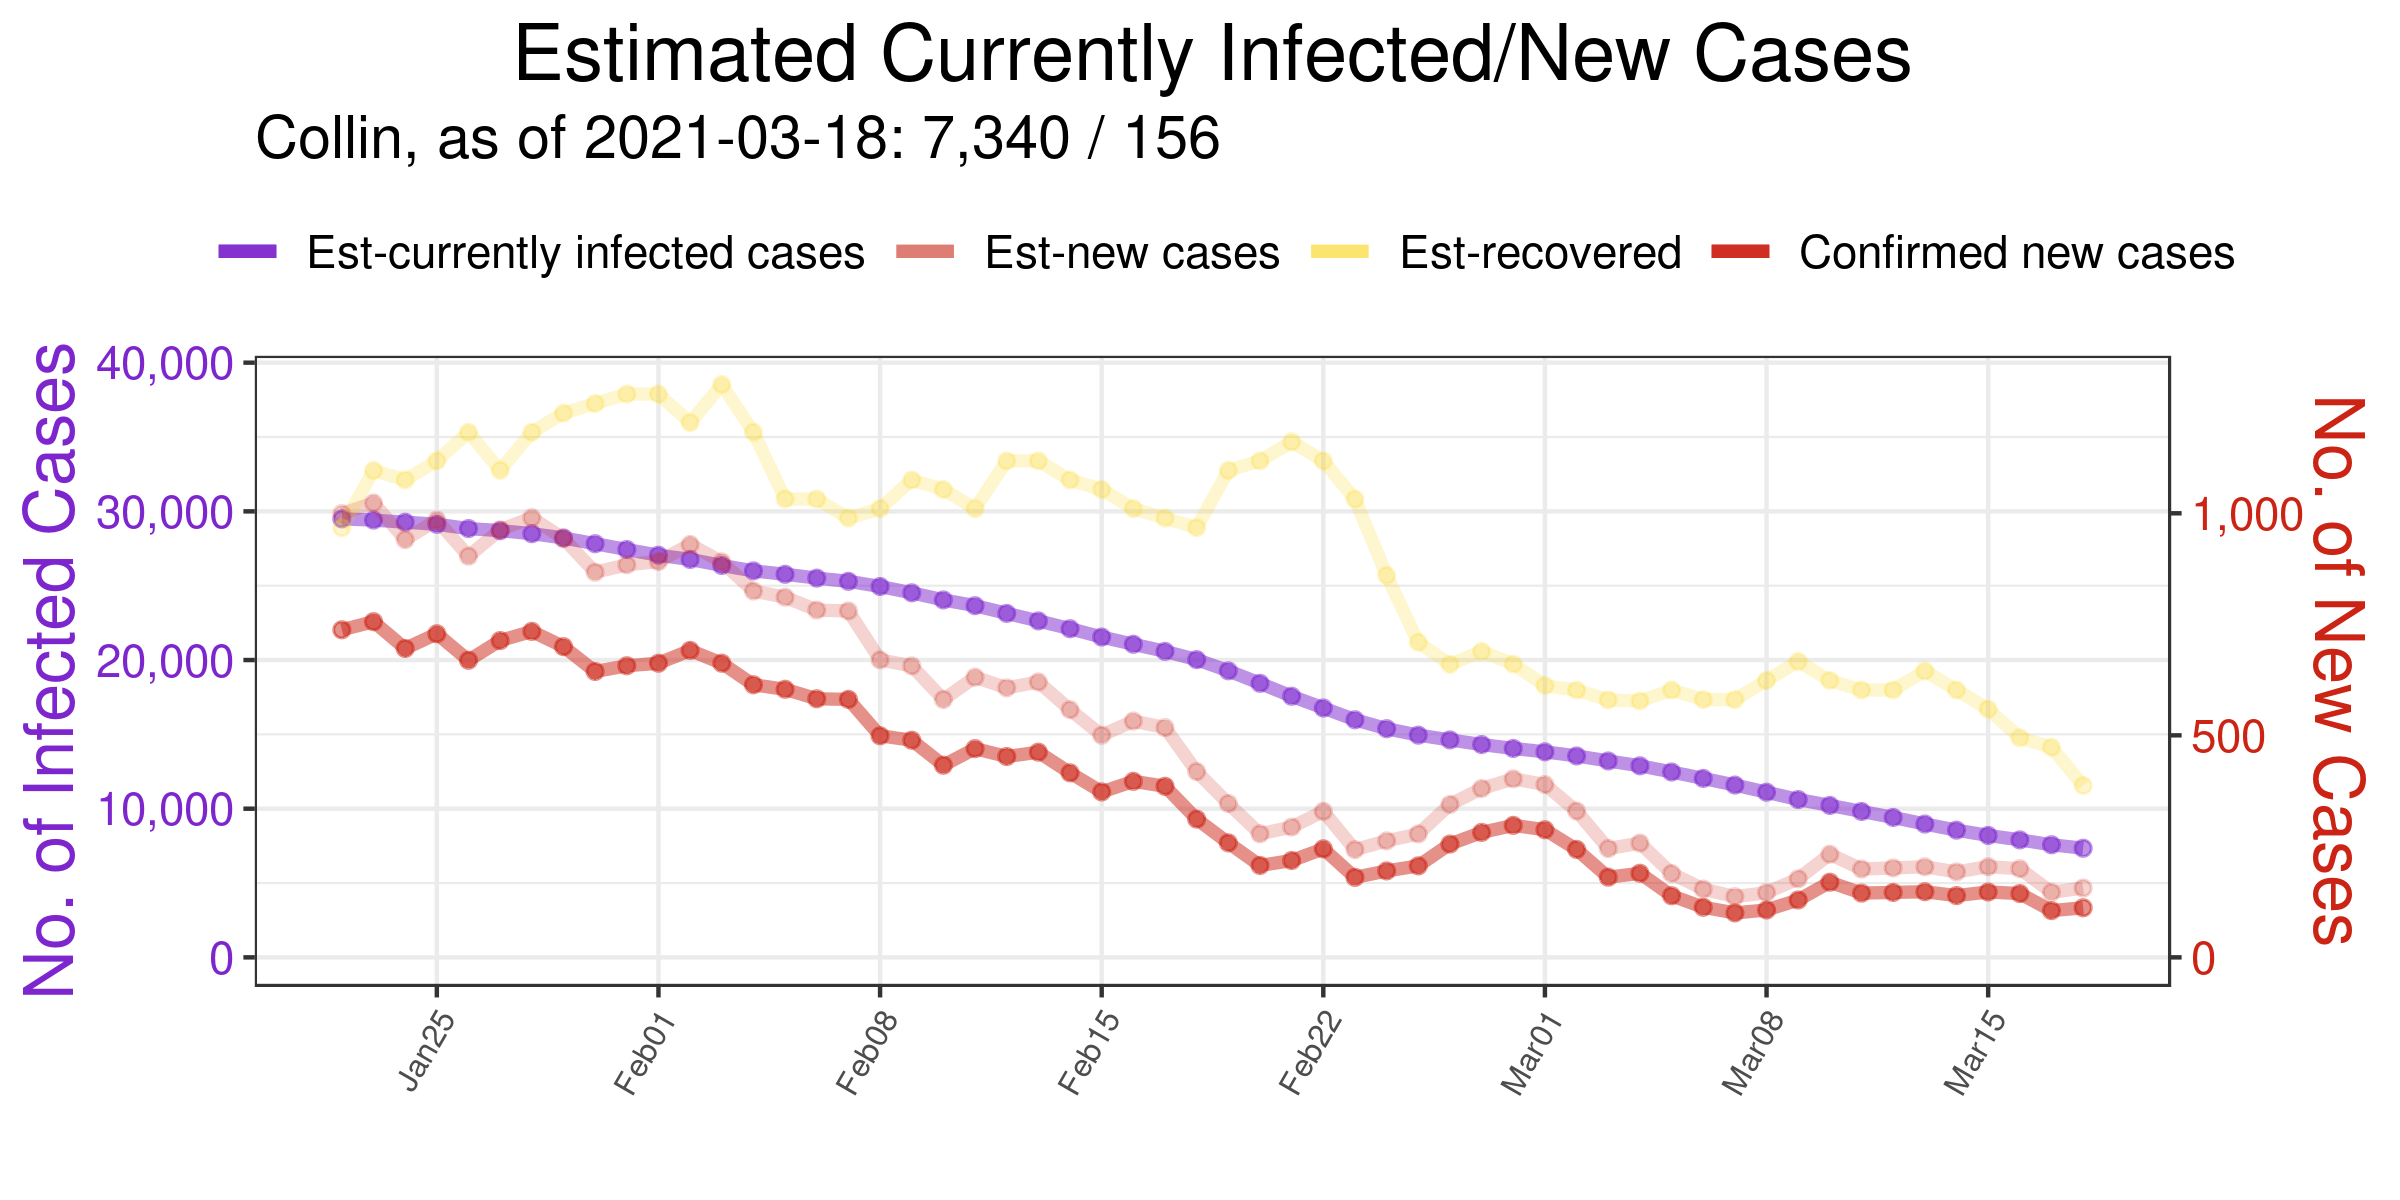 Estimated Currently Infected/New Cases
Collin, as of 2021-03-18: 7,340 / 156
Est-currently infected cases
Est-new cases
Est-recovered
Confirmed new cases
No. of Infected Cases
40,000
30,000
20,000
10,000
0
1,000
500
0
No. of New Cases
Jan25
Feb01
Feb08
Feb15
Feb22
Mar01
Mar08
Mar15